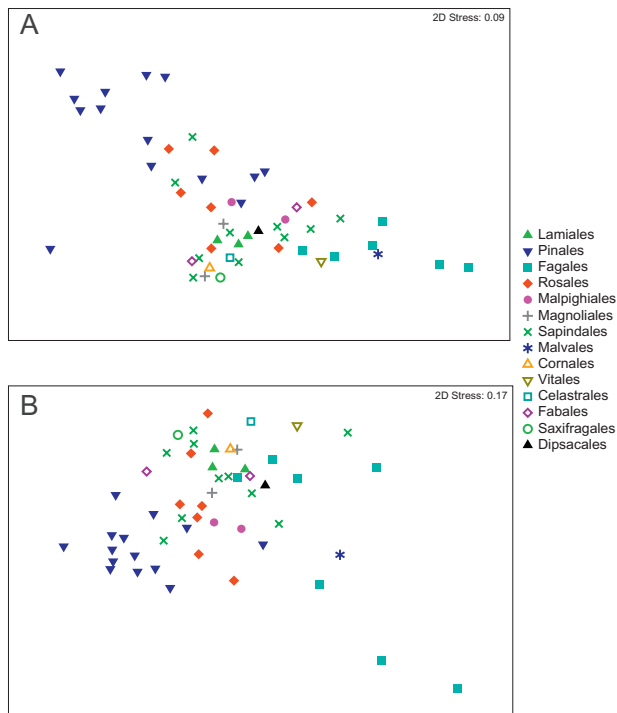 A
2D Stress: 0.09
Lamiales
Pinales
Fagales
Rosales
Malpighiales
Magnoliales
Sapindales
Malvales
Cornales
Vitales
Celastrales
Fabales
Saxifragales
Dipsacales
B
2D Stress: 0.17